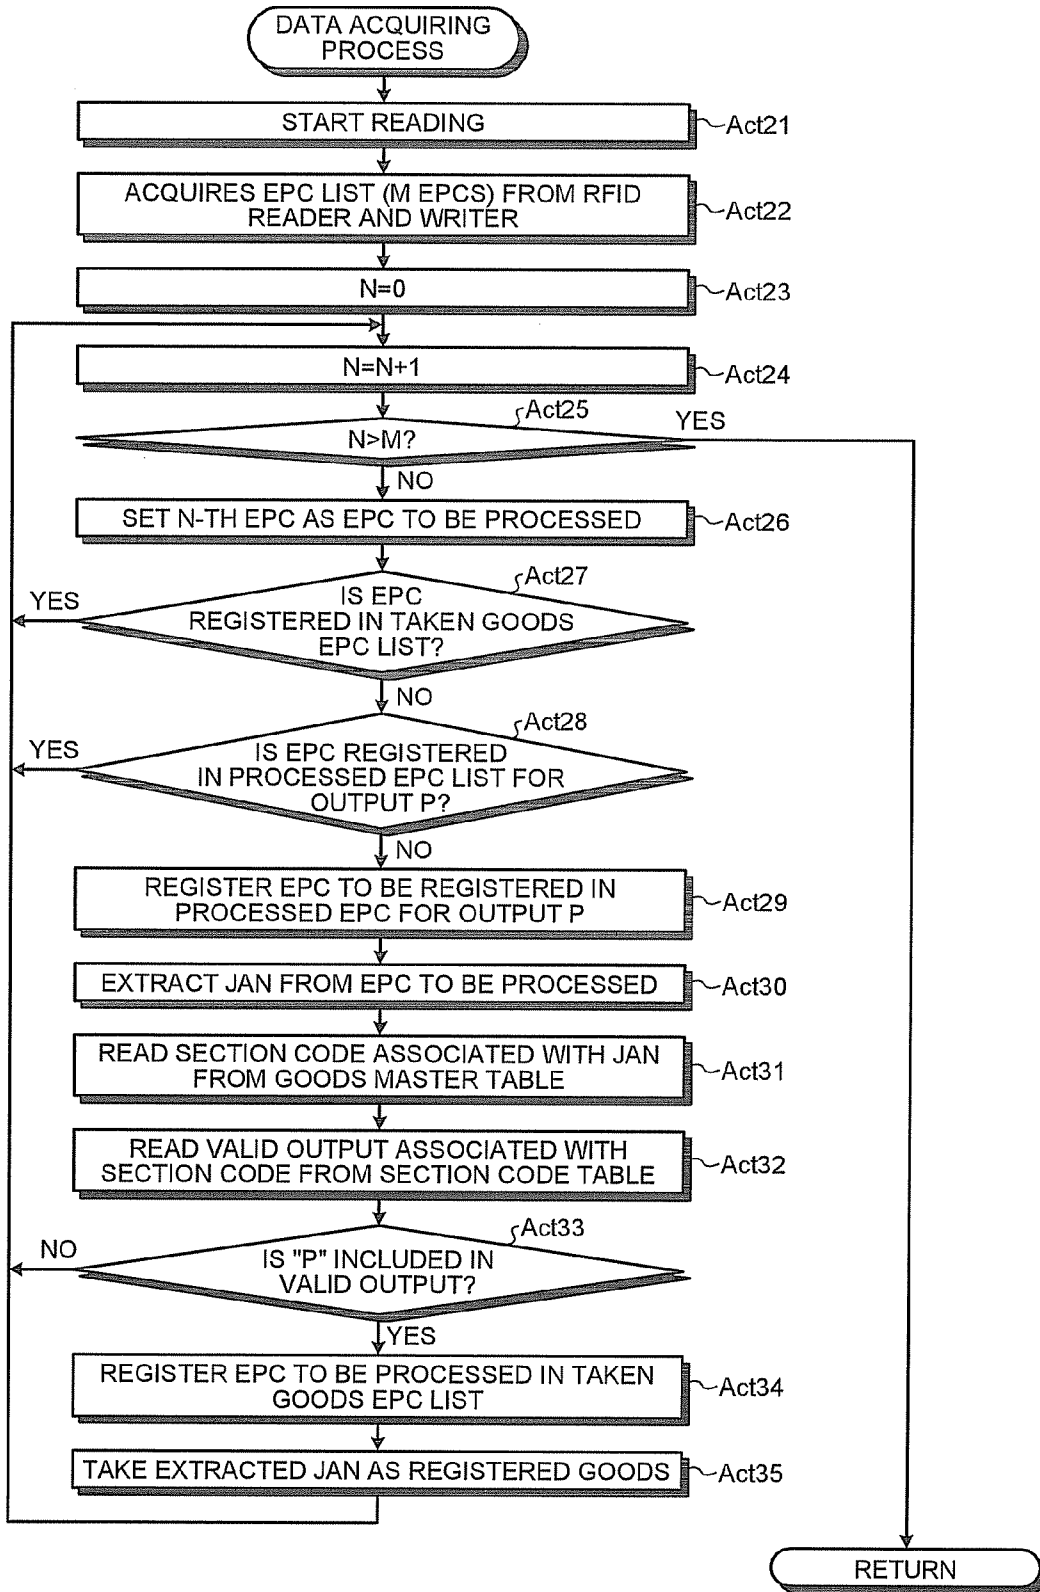 DATA ACQUIRING
PROCESS
START READING
Act21
ACQUIRES EPC LIST (M EPCS) FROM RFID
READER AND WRITER
Act22
N=0
Act23
N=N+1
Act24
Act25
N>M?
YES
NO
SET N-TH EPC AS EPC TO BE PROCESSED
Act26
Act27
IS EPC
REGISTERED IN TAKEN GOODS
EPC LIST?
YES
NO
Act28
IS EPC REGISTERED
IN PROCESSED EPC LIST FOR
OUTPUT P?
YES
NO
REGISTER EPC TO BE REGISTERED IN
PROCESSED EPC FOR OUTPUT P
Act29
EXTRACT JAN FROM EPC TO BE PROCESSED
Act30
READ SECTION CODE ASSOCIATED WITH JAN
FROM GOODS MASTER TABLE
Act31
READ VALID OUTPUT ASSOCIATED WITH
SECTION CODE FROM SECTION CODE TABLE
Act32
Act33
IS "P" INCLUDED IN
VALID OUTPUT?
NO
YES
REGISTER EPC TO BE PROCESSED IN TAKEN
GOODS EPC LIST
Act34
TAKE EXTRACTED JAN AS REGISTERED GOODS
Act35
RETURN